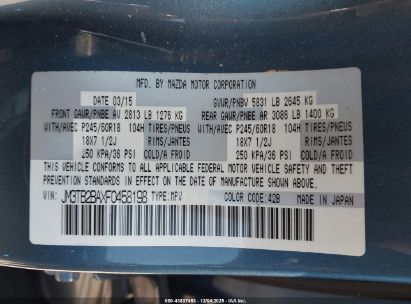 MFD. BY MAZDA MOTOR CORPORATION
DATE 03/15 GVWR/PNBV 5831 LB 2645 KG
FRONT GAWR/PNBE AV 2813 LB 1276 KG REAR GAWR/PNBE AR 3086 LB 1400 KG
WITH/AVEC P245/60R18 104H TIRES/PNEUS WITH/AVEC P245/60R18 104H TIRES/PNEUS
18X7 1/2J RIMS/JANTES 18X7 1/2J RIMS/JANTES
250 KPA/36 PSI COLD/A FROID 250 KPA/36 PSI COLD/A FROID
THIS VEHICLE CONFORMS TO ALL APPLICABLE FEDERAL MOTOR VEHICLE SAFETY AND THEFT
PREVENTION STANDARDS IN EFFECT ON THE DATE OF MANUFACTURE SHOWN ABOVE.
VIN: JM3TB2BAXF0458198 TYPE:MPV COLOR CODE:42B MADE IN JAPAN